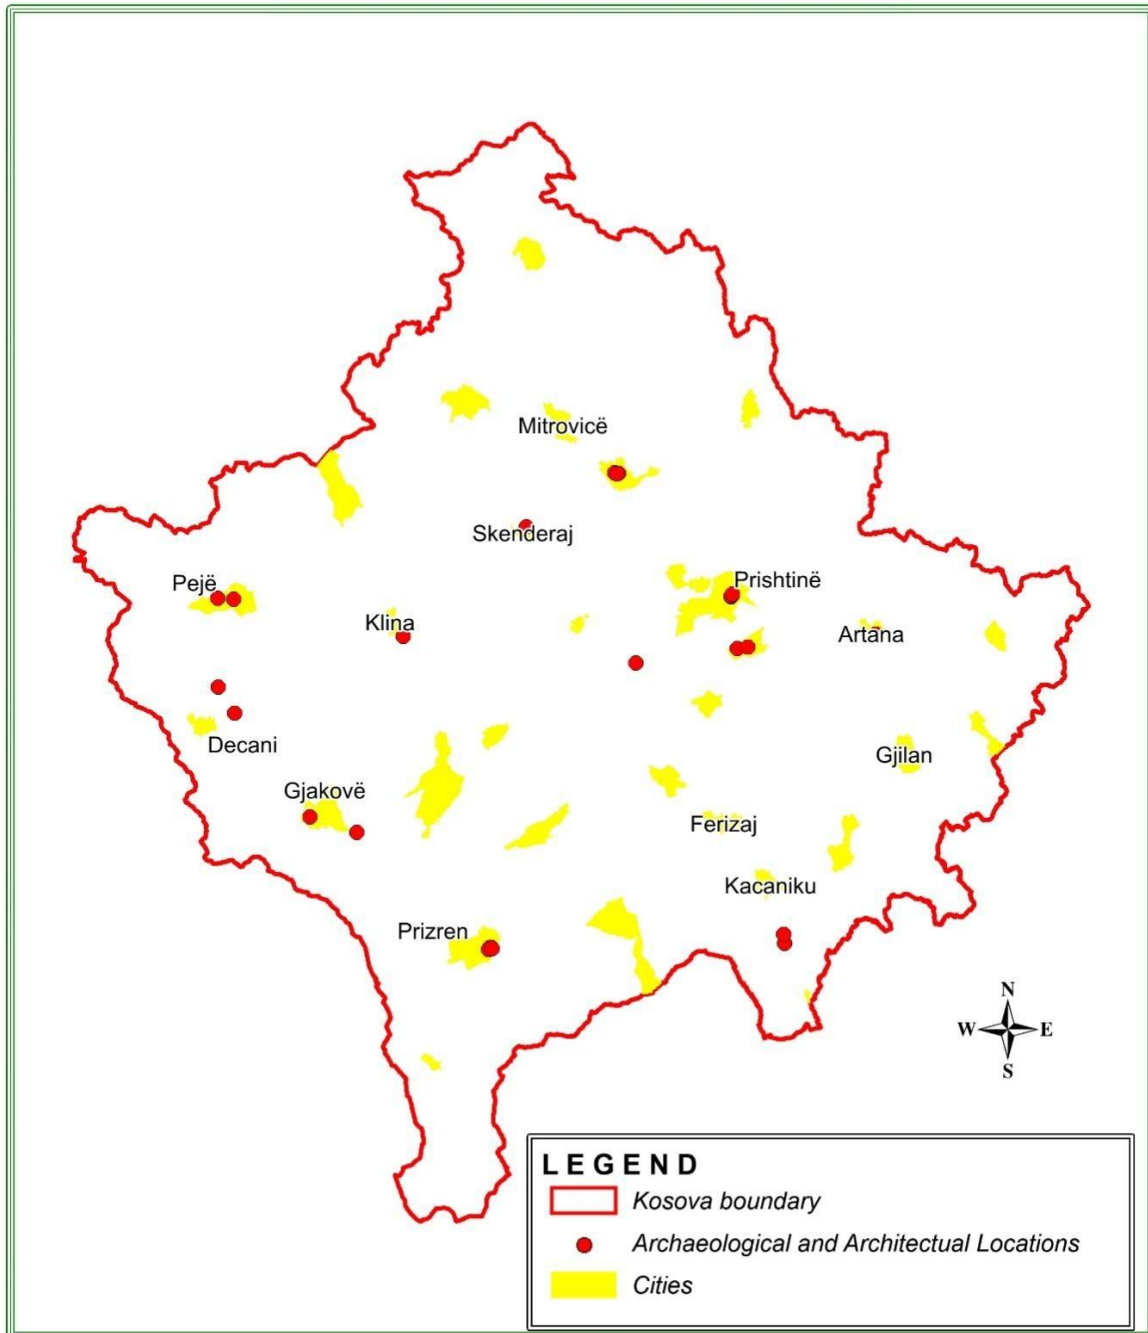 Mitrovicë
Skenderaj
Pejë
Prishtinë
Klina
Artana
Decani
Gjilan
Gjakovë
Ferizaj
Kacaniku
Prizren
N
W E
S
LEGEND
Kosova boundary
Archaeological and Architectual Locations
Cities